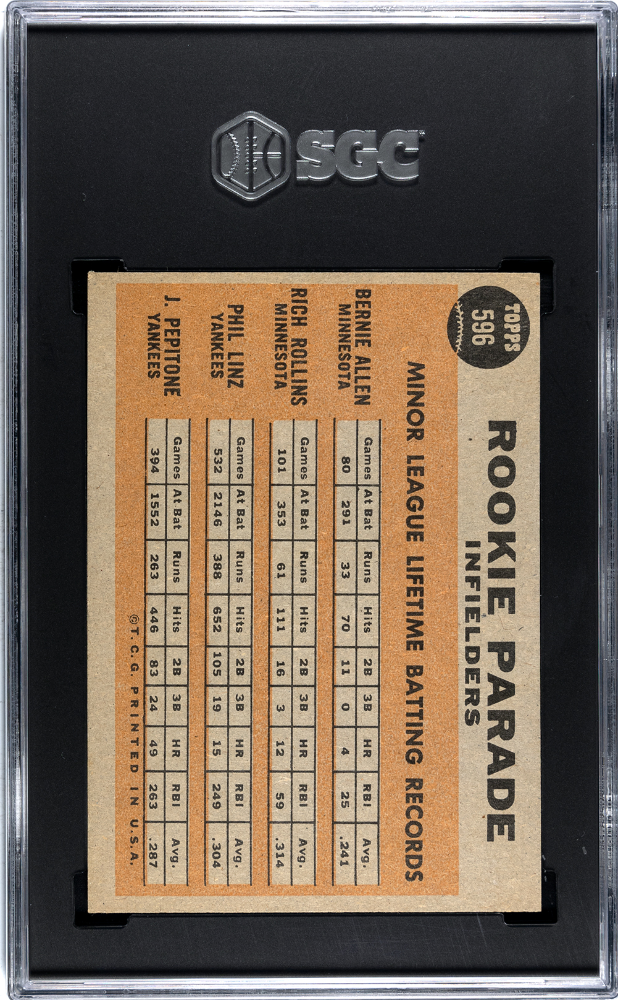 SGC
TOPPS
596
ROOKIE PARADE
INFIELDERS
MINOR LEAGUE LIFETIME BATTING RECORDS
BERNIE ALLEN
MINNESOTA
Games At Bat Runs Hits 2B 3B HR RBI Avg.
80 291 33 70 11 0 4 25 .241
RICH ROLLINS
MINNESOTA
Games At Bat Runs Hits 2B 3B HR RBI Avg.
101 353 61 111 16 3 12 59 .314
PHIL LINZ
YANKEES
Games At Bat Runs Hits 2B 3B HR RBI Avg.
532 2146 388 652 105 19 15 249 .304
J. PEPITONE
YANKEES
Games At Bat Runs Hits 2B 3B HR RBI Avg.
394 1552 263 446 83 24 49 263 .287
©T.C.G. PRINTED IN U.S.A.